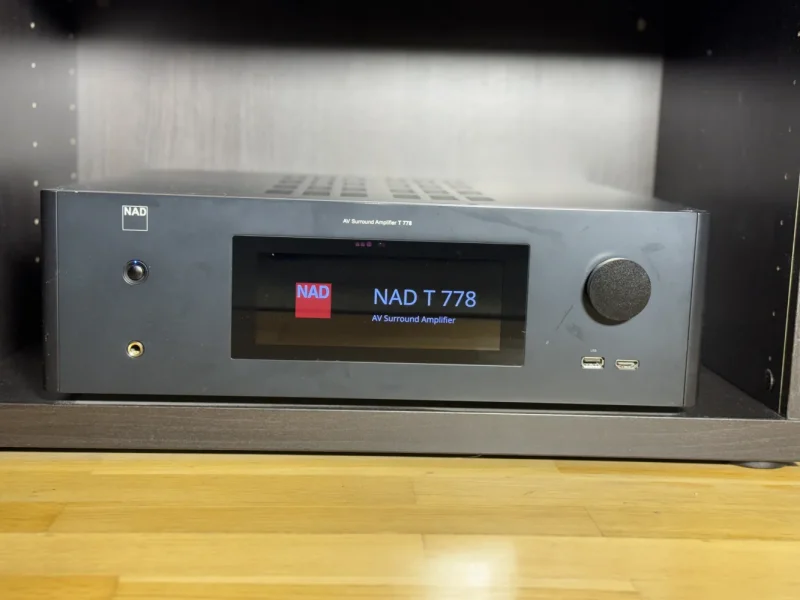 NAD
AV Surround Amplifier T 778
NAD
NAD T 778
AV Surround Amplifier